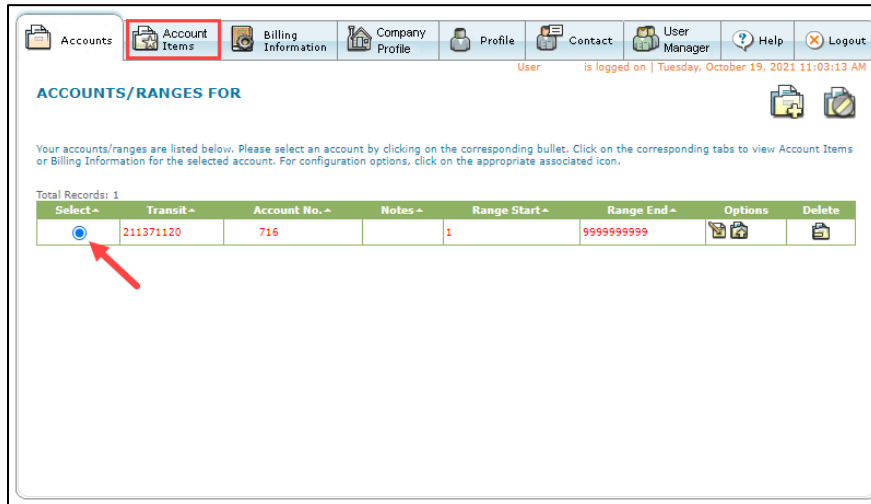 Accounts
Account Items
Billing Information
Company Profile
Profile
Contact
User Manager
Help
Logout
User is logged on | Tuesday, October 19, 2021 11:03:13 AM
ACCOUNTS/RANGES FOR
Your accounts/ranges are listed below. Please select an account by clicking on the corresponding bullet. Click on the corresponding tabs to view Account Items
or Billing Information for the selected account. For configuration options, click on the appropriate associated icon.
Total Records: 1
Select Transit Account No. Notes Range Start Range End Options Delete
211371120 716 1 9999999999